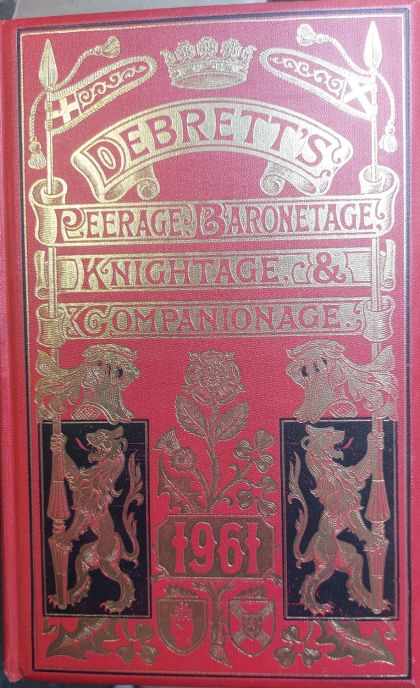 DEBRETT'S
PEERAGE. BARONETAGE,
KNIGHTAGE. &
COMPANIONAGE.
1961